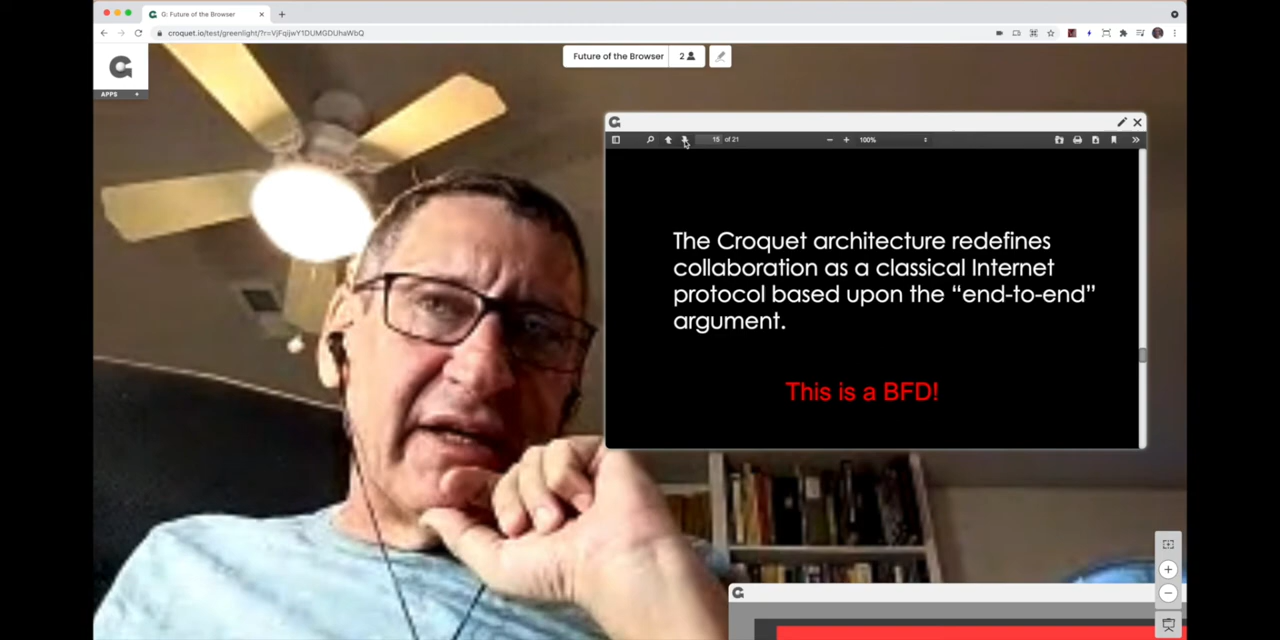 G: Future of the Browser
croquet.io/test/greenlight/?r=VjFqijwY1DUMGDUhaWbQ
Future of the Browser
2
APPS +
15 of 21
100%
The Croquet architecture redefines
collaboration as a classical Internet
protocol based upon the “end-to-end”
argument.
This is a BFD!